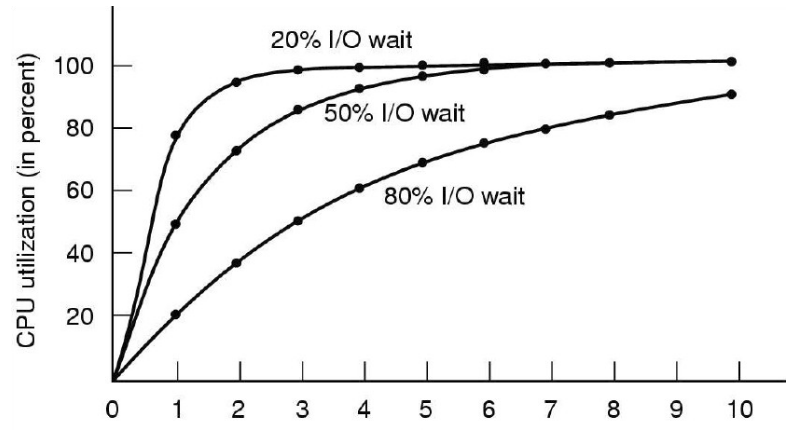 20% I/O wait
100
50% I/O wait
80
60
80% I/O wait
40
20
CPU utilization (in percent)
0 1 2 3 4 5 6 7 8 9 10